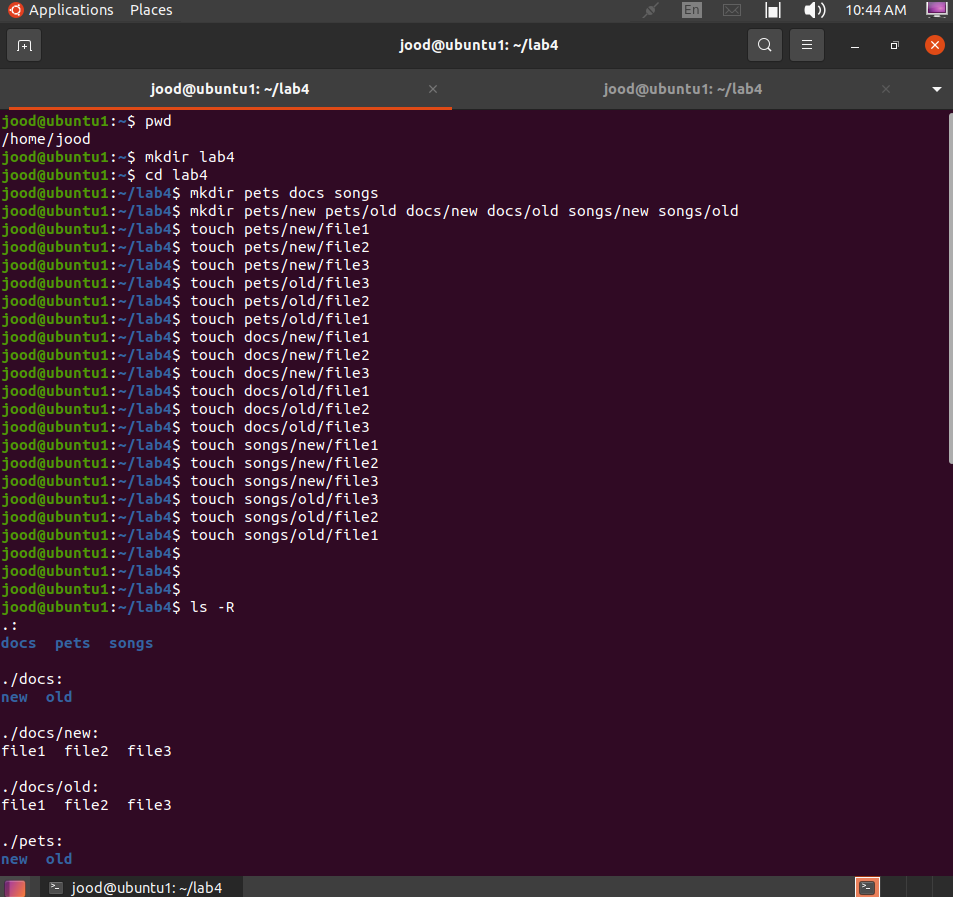 Applications Places En 10:44 AM
jood@ubuntu1: ~/lab4
jood@ubuntu1: ~/lab4 × jood@ubuntu1: ~/lab4 ×
jood@ubuntu1:~$ pwd
/home/jood
jood@ubuntu1:~$ mkdir lab4
jood@ubuntu1:~$ cd lab4
jood@ubuntu1:~/lab4$ mkdir pets docs songs
jood@ubuntu1:~/lab4$ mkdir pets/new pets/old docs/new docs/old songs/new songs/old
jood@ubuntu1:~/lab4$ touch pets/new/file1
jood@ubuntu1:~/lab4$ touch pets/new/file2
jood@ubuntu1:~/lab4$ touch pets/new/file3
jood@ubuntu1:~/lab4$ touch pets/old/file3
jood@ubuntu1:~/lab4$ touch pets/old/file2
jood@ubuntu1:~/lab4$ touch pets/old/file1
jood@ubuntu1:~/lab4$ touch docs/new/file1
jood@ubuntu1:~/lab4$ touch docs/new/file2
jood@ubuntu1:~/lab4$ touch docs/new/file3
jood@ubuntu1:~/lab4$ touch docs/old/file1
jood@ubuntu1:~/lab4$ touch docs/old/file2
jood@ubuntu1:~/lab4$ touch docs/old/file3
jood@ubuntu1:~/lab4$ touch songs/new/file1
jood@ubuntu1:~/lab4$ touch songs/new/file2
jood@ubuntu1:~/lab4$ touch songs/new/file3
jood@ubuntu1:~/lab4$ touch songs/old/file3
jood@ubuntu1:~/lab4$ touch songs/old/file2
jood@ubuntu1:~/lab4$ touch songs/old/file1
jood@ubuntu1:~/lab4$
jood@ubuntu1:~/lab4$
jood@ubuntu1:~/lab4$
jood@ubuntu1:~/lab4$ ls -R
.:
docs pets songs
./docs:
new old
./docs/new:
file1 file2 file3
./docs/old:
file1 file2 file3
./pets:
new old
jood@ubuntu1: ~/lab4